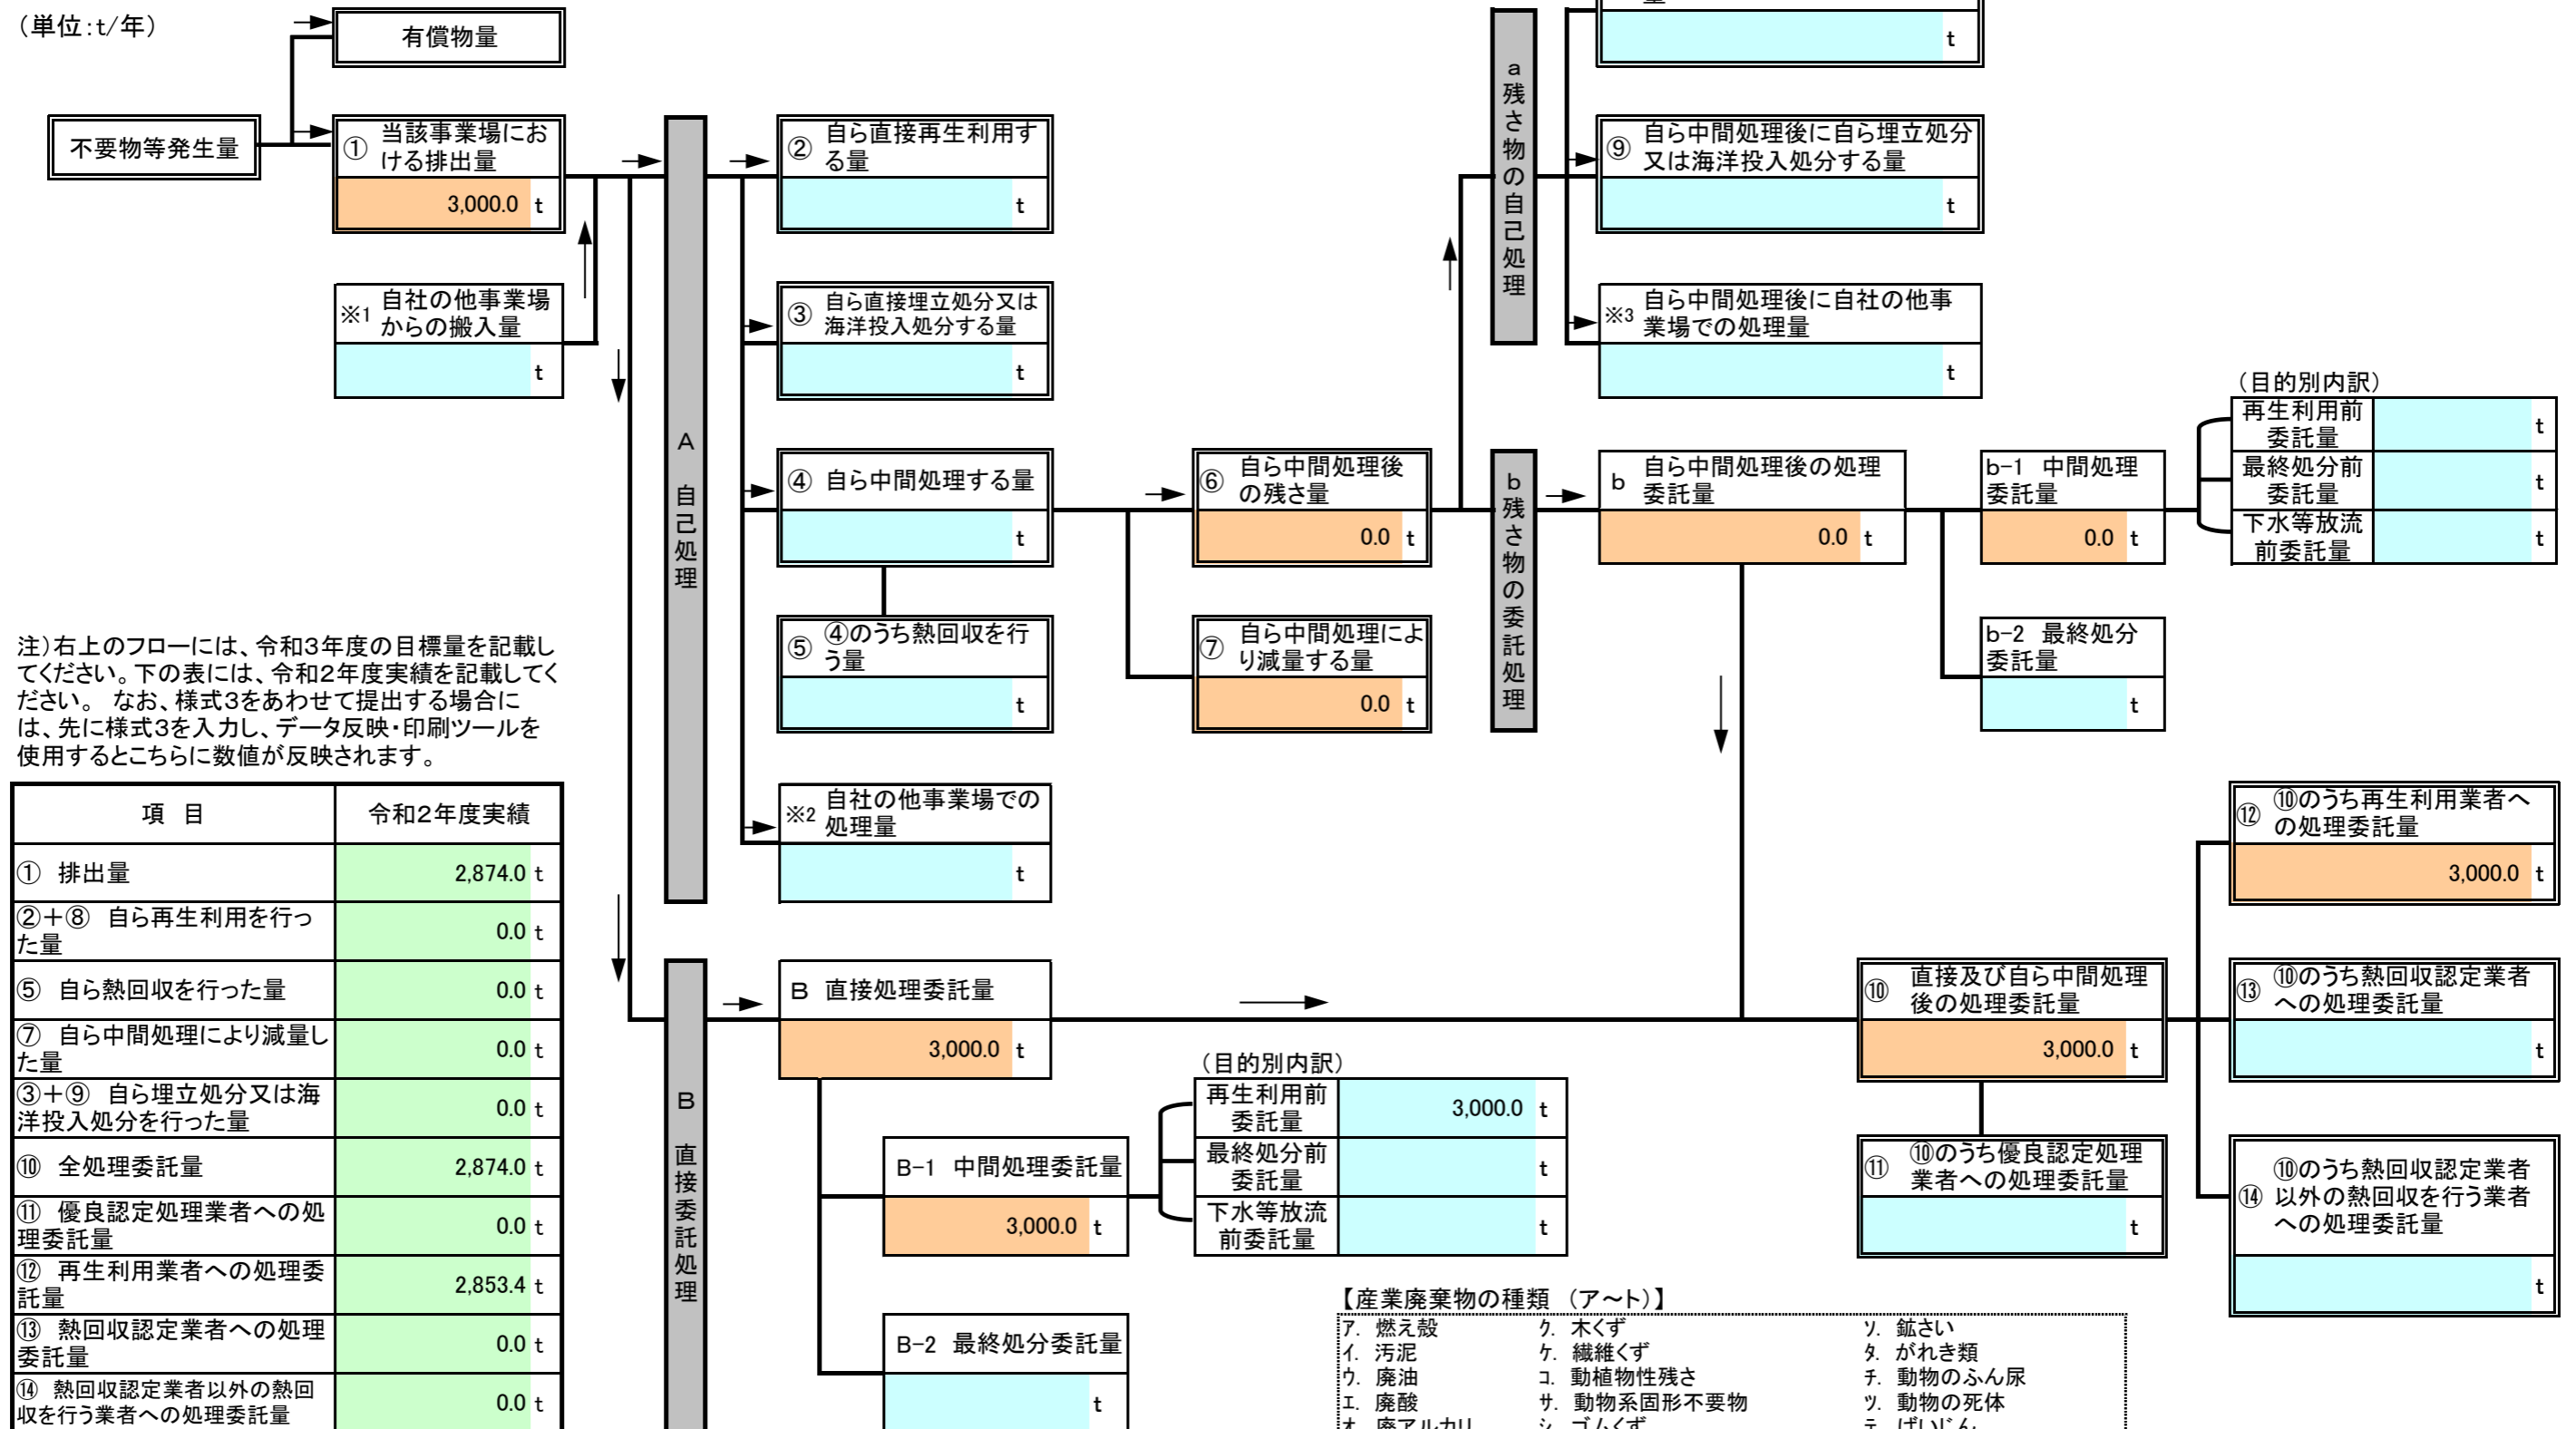 （単位：t/年）
有償物量
不要物等発生量
① 当該事業場にお
ける排出量
3,000.0 t
※1 自社の他事業場
からの搬入量
t
A 自己処理
② 自ら直接再生利用す
る量
t
③ 自ら直接埋立処分又は
海洋投入処分する量
t
④ 自ら中間処理する量
t
⑤ ④のうち熱回収を行
う量
t
※2 自社の他事業場での
処理量
t
⑥ 自ら中間処理後
の残さ量
0.0 t
⑦ 自ら中間処理によ
り減量する量
0.0 t
a 残さ物の自己処理
量
t
⑨ 自ら中間処理後に自ら埋立処分
又は海洋投入処分する量
t
※3 自ら中間処理後に自社の他事
業場での処理量
t
b 残さ物の委託処理
b 自ら中間処理後の処理
委託量
0.0 t
b-1 中間処理
委託量
0.0 t
b-2 最終処分
委託量
t
（目的別内訳）
再生利用前
委託量
t
最終処分前
委託量
t
下水等放流
前委託量
t
注）右上のフローには、令和３年度の目標量を記載し
てください。下の表には、令和２年度実績を記載してく
ださい。 なお、様式３をあわせて提出する場合に
は、先に様式３を入力し、データ反映・印刷ツールを
使用するとこちらに数値が反映されます。
項 目 令和２年度実績
① 排出量 2,874.0 t
②＋⑧ 自ら再生利用を行っ
た量 0.0 t
⑤ 自ら熱回収を行った量 0.0 t
⑦ 自ら中間処理により減量し
た量 0.0 t
③＋⑨ 自ら埋立処分又は海
洋投入処分を行った量 0.0 t
⑩ 全処理委託量 2,874.0 t
⑪ 優良認定処理業者への処
理委託量 0.0 t
⑫ 再生利用業者への処理委
託量 2,853.4 t
⑬ 熱回収認定業者への処理
委託量 0.0 t
⑭ 熱回収認定業者以外の熱回
収を行う業者への処理委託量 0.0 t
B 直接委託処理
B 直接処理委託量
3,000.0 t
B-1 中間処理委託量
3,000.0 t
B-2 最終処分委託量
t
（目的別内訳）
再生利用前
委託量
3,000.0 t
最終処分前
委託量
t
下水等放流
前委託量
t
⑩ 直接及び自ら中間処理
後の処理委託量
3,000.0 t
⑪ ⑩のうち優良認定処理
業者への処理委託量
t
⑫ ⑩のうち再生利用業者へ
の処理委託量
3,000.0 t
⑬ ⑩のうち熱回収認定業者
への処理委託量
t
⑭ ⑩のうち熱回収認定業者
以外の熱回収を行う業者
への処理委託量
t
【産業廃棄物の種類 （ア～ト）】
ア. 燃え殻 ク. 木くず ソ. 鉱さい
イ. 汚泥 ケ. 繊維くず タ. がれき類
ウ. 廃油 コ. 動植物性残さ チ. 動物のふん尿
エ. 廃酸 サ. 動物系固形不要物 ツ. 動物の死体
オ. 廃アルカリ シ. ゴムくず テ. ばいじん